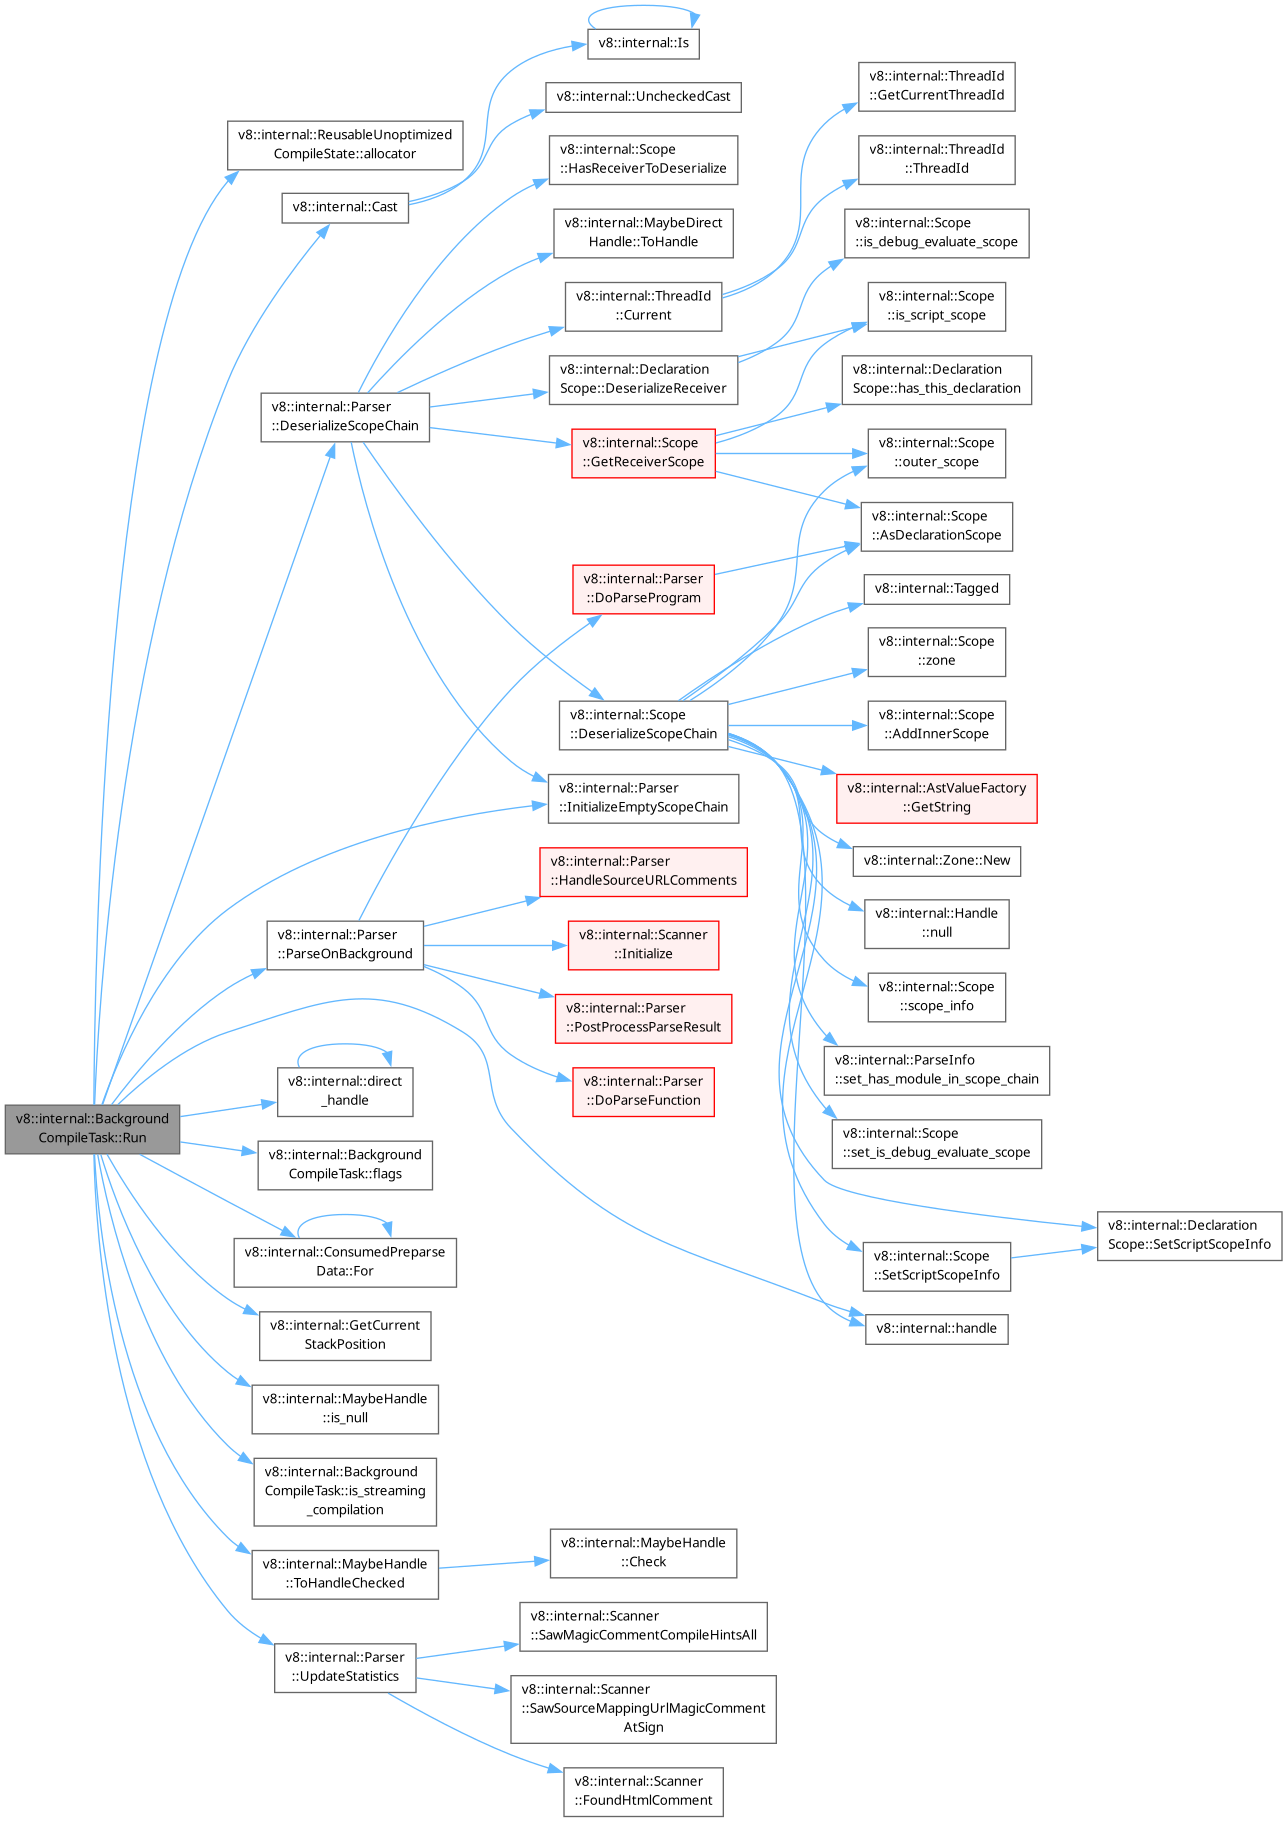 v8::internal::Background
CompileTask::Run
v8::internal::ReusableUnoptimized
CompileState::allocator
v8::internal::Cast
v8::internal::Is
v8::internal::UncheckedCast
v8::internal::Parser
::DeserializeScopeChain
v8::internal::Scope
::HasReceiverToDeserialize
v8::internal::MaybeDirect
Handle::ToHandle
v8::internal::ThreadId
::Current
v8::internal::ThreadId
::GetCurrentThreadId
v8::internal::ThreadId
::ThreadId
v8::internal::Declaration
Scope::DeserializeReceiver
v8::internal::Scope
::is_debug_evaluate_scope
v8::internal::Scope
::is_script_scope
v8::internal::Scope
::GetReceiverScope
v8::internal::Declaration
Scope::has_this_declaration
v8::internal::Scope
::outer_scope
v8::internal::Scope
::AsDeclarationScope
v8::internal::Parser
::DoParseProgram
v8::internal::Scope
::DeserializeScopeChain
v8::internal::Tagged
v8::internal::Scope
::zone
v8::internal::Scope
::AddInnerScope
v8::internal::AstValueFactory
::GetString
v8::internal::Zone::New
v8::internal::Handle
::null
v8::internal::Scope
::scope_info
v8::internal::ParseInfo
::set_has_module_in_scope_chain
v8::internal::Scope
::set_is_debug_evaluate_scope
v8::internal::Declaration
Scope::SetScriptScopeInfo
v8::internal::Scope
::SetScriptScopeInfo
v8::internal::handle
v8::internal::Parser
::InitializeEmptyScopeChain
v8::internal::Parser
::ParseOnBackground
v8::internal::Parser
::HandleSourceURLComments
v8::internal::Scanner
::Initialize
v8::internal::Parser
::PostProcessParseResult
v8::internal::Parser
::DoParseFunction
v8::internal::direct
_handle
v8::internal::Background
CompileTask::flags
v8::internal::ConsumedPreparse
Data::For
v8::internal::GetCurrent
StackPosition
v8::internal::MaybeHandle
::is_null
v8::internal::Background
CompileTask::is_streaming
_compilation
v8::internal::MaybeHandle
::ToHandleChecked
v8::internal::MaybeHandle
::Check
v8::internal::Parser
::UpdateStatistics
v8::internal::Scanner
::SawMagicCommentCompileHintsAll
v8::internal::Scanner
::SawSourceMappingUrlMagicComment
AtSign
v8::internal::Scanner
::FoundHtmlComment